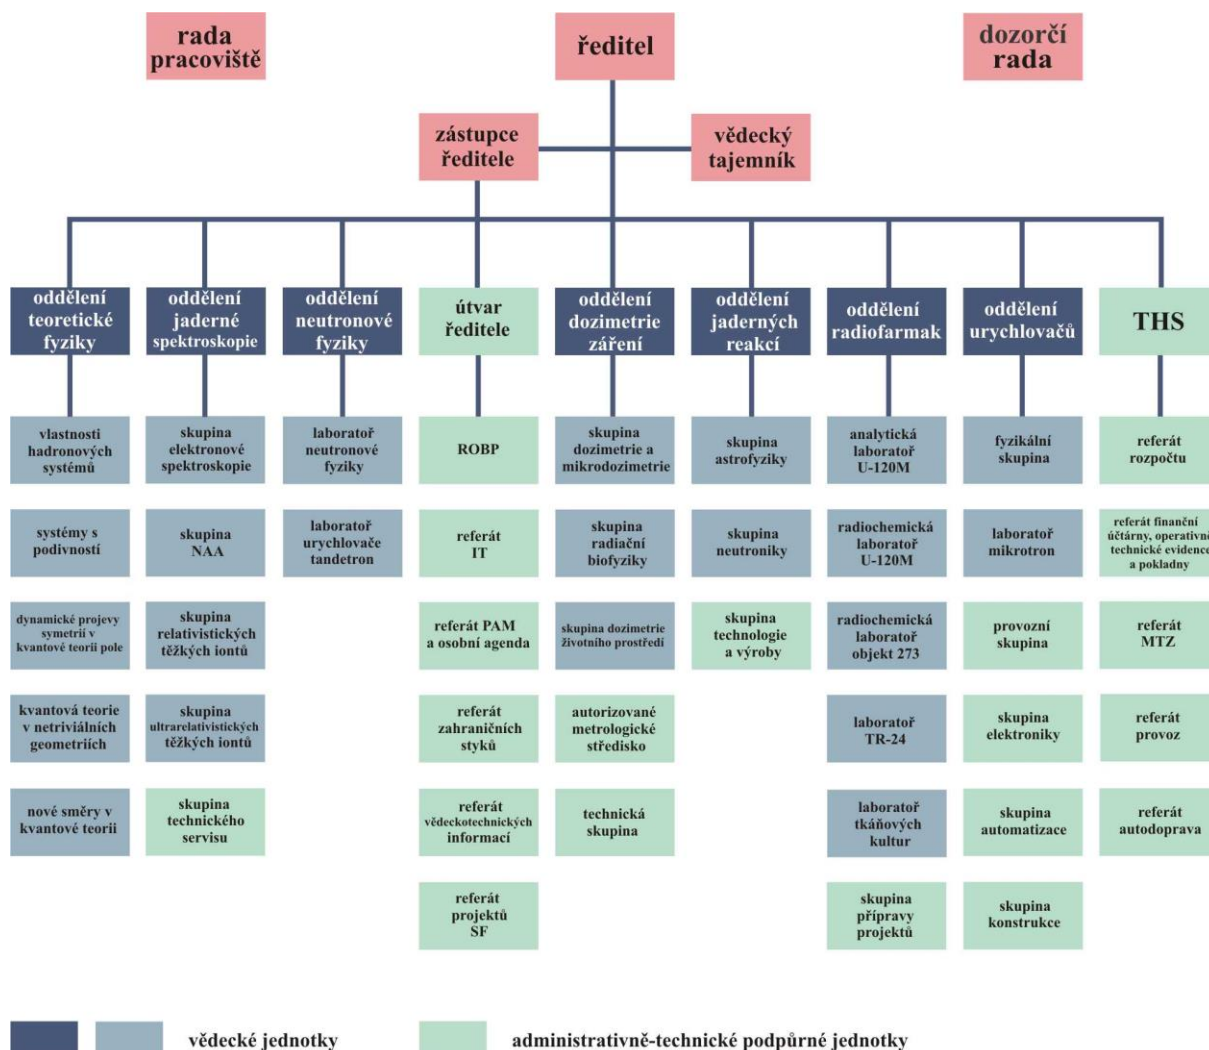 rada
pracoviště
ředitel
dozorčí
rada
zástupce
ředitele
vědecký
tajemník
oddělení
teoretické
fyziky
oddělení
jaderné
spektroskopie
oddělení
neutronové
fyziky
útvar
ředitele
oddělení
dozimetrie
záření
oddělení
jaderných
reakcí
oddělení
radiofarmak
oddělení
urychlovačů
THS
vlastnosti
hadronových
systémů
skupina
elektronové
spektroskopie
laboratoř
neutronové
fyziky
ROBP
skupina
dozimetrie a
mikrodozimetrie
skupina
astrofyziky
analytická
laboratoř
U-120M
fyzikální
skupina
referát
rozpočtu
systémy s
podivností
skupina
NAA
laboratoř
urychlovače
tandetron
referát
IT
skupina
radiační
biofyziky
skupina
neutroniky
radiochemická
laboratoř
U-120M
laboratoř
mikrotron
referát finanční
účtárny, operativně
technické evidence
a pokladny
dynamické projevy
symetrií v
kvantové teorii pole
skupina
relativistických
těžkých iontů
referát PAM
a osobní agenda
skupina dozimetrie
životního prostředí
skupina
technologie
a výroby
radiochemická
laboratoř
objekt 273
provozní
skupina
referát
MTZ
kvantová teorie
v netriviálních
geometriích
skupina
ultrarelativistických
těžkých iontů
referát
zahraničních
styků
autorizované
metrologické
středisko
laboratoř
TR-24
skupina
elektroniky
referát
provoz
nové směry v
kvantové teorii
skupina
technického
servisu
referát
vědeckotechnických
informací
technická
skupina
laboratoř
tkáňových
kultur
skupina
automatizace
referát
autodoprava
referát
projektů
SF
skupina
přípravy
projektů
skupina
konstrukce
vědecké jednotky
administrativně-technické podpůrné jednotky